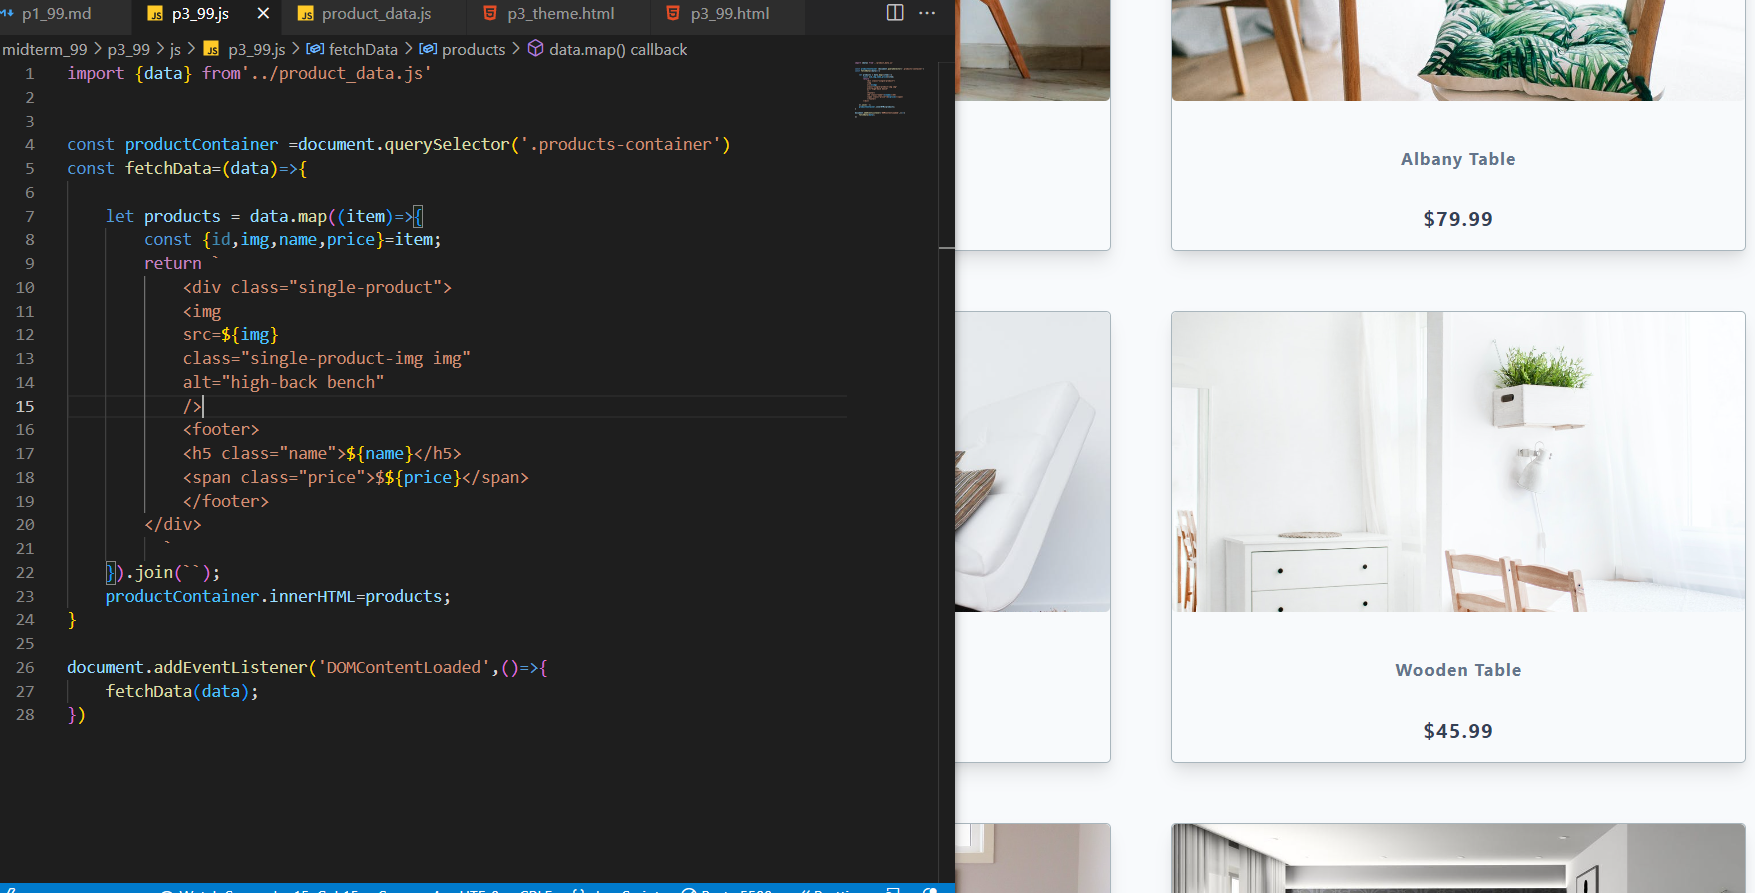 p1_99.md
JS p3_99.js
JS product_data.js
p3_theme.html
p3_99.html
midterm_99 > p3_99 > js > JS p3_99.js > fetchData > products > data.map() callback
1 import {data} from'../product_data.js'
2
3
4 const productContainer =document.querySelector('.products-container')
5 const fetchData=(data)=>{
6
7 let products = data.map((item)=>{
8 const {id,img,name,price}=item;
9 return `
10 <div class="single-product">
11 <img
12 src=${img}
13 class="single-product-img img"
14 alt="high-back bench"
15 />
16 <footer>
17 <h5 class="name">${name}</h5>
18 <span class="price">$${price}</span>
19 </footer>
20 </div>
21 `
22 }).join(``);
23 productContainer.innerHTML=products;
24 }
25
26 document.addEventListener('DOMContentLoaded',()=>{
27 fetchData(data);
28 })
Albany Table
$79.99
Wooden Table
$45.99